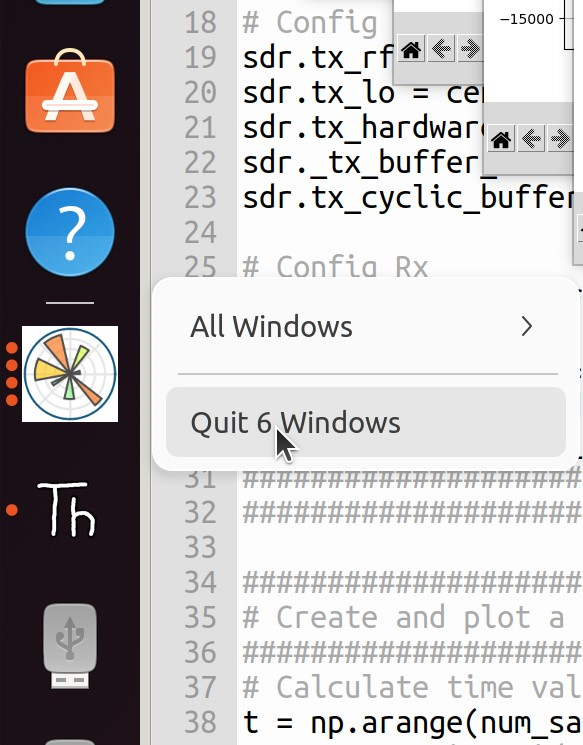 18 # Config
-15000
19 sdr.tx_rf
20 sdr.tx_lo = ce
21 sdr.tx_hardwar
22 sdr._tx_buffer_
23 sdr.tx_cyclic_buffer
24
25 # Config Rx
All Windows
Quit 6 Windows
31 ####################
32 ####################
33
34 ####################
35 # Create and plot a
36 ####################
37 # Calculate time val
38 t = np.arange(num_sa
Th